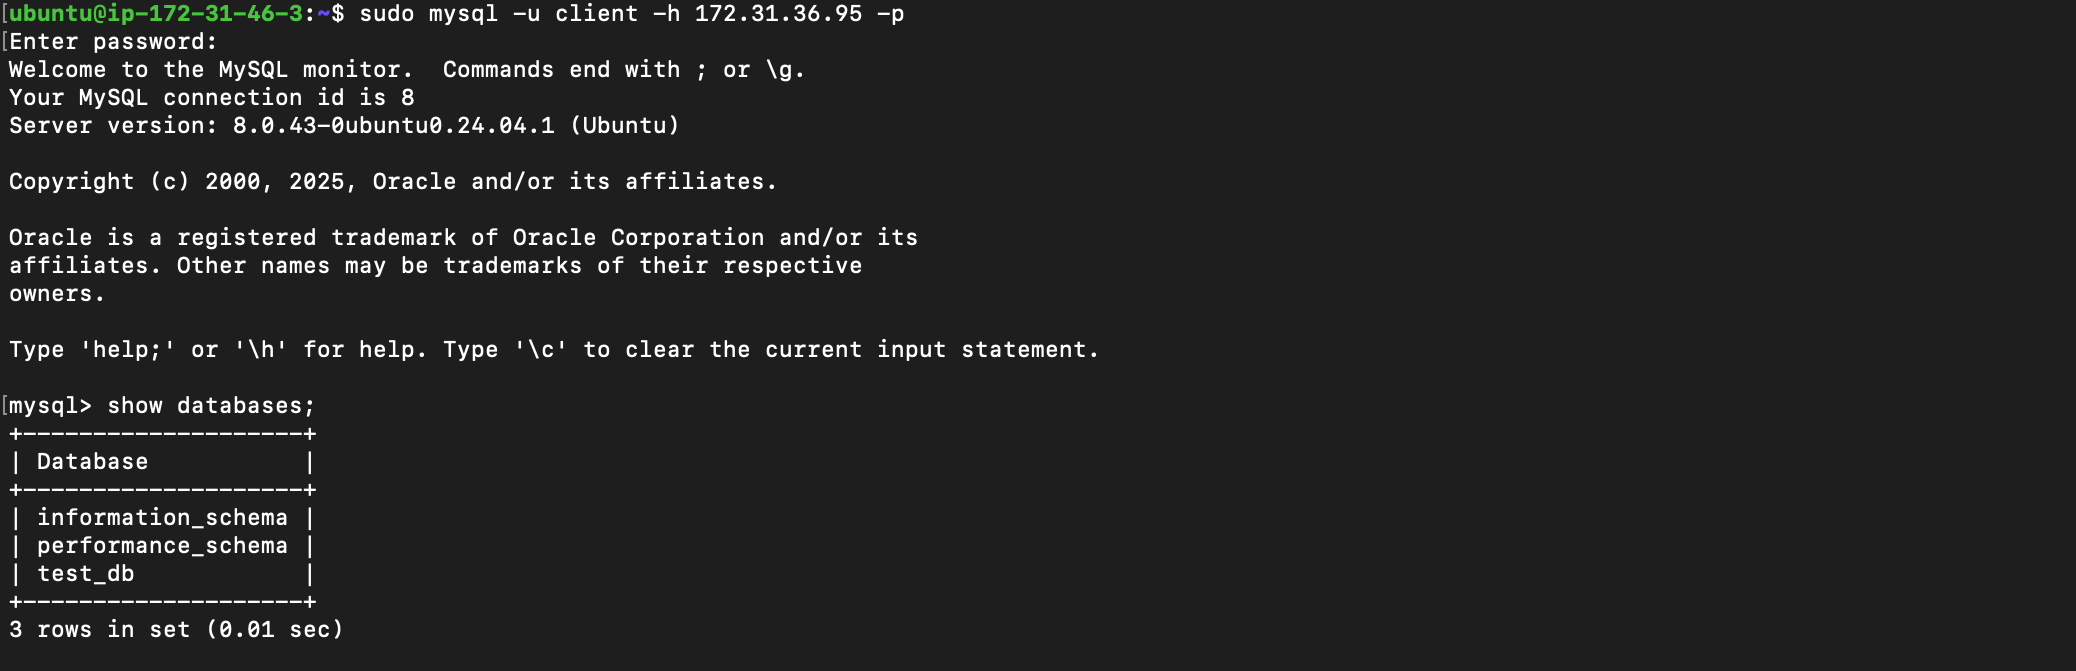 [ubuntu@ip-172-31-46-3:~$ sudo mysql -u client -h 172.31.36.95 -p
[Enter password:
Welcome to the MySQL monitor.  Commands end with ; or \g.
Your MySQL connection id is 8
Server version: 8.0.43-0ubuntu0.24.04.1 (Ubuntu)

Copyright (c) 2000, 2025, Oracle and/or its affiliates.

Oracle is a registered trademark of Oracle Corporation and/or its
affiliates. Other names may be trademarks of their respective
owners.

Type 'help;' or '\h' for help. Type '\c' to clear the current input statement.

[mysql> show databases;
+--------------------+
| Database           |
+--------------------+
| information_schema |
| performance_schema |
| test_db            |
+--------------------+
3 rows in set (0.01 sec)